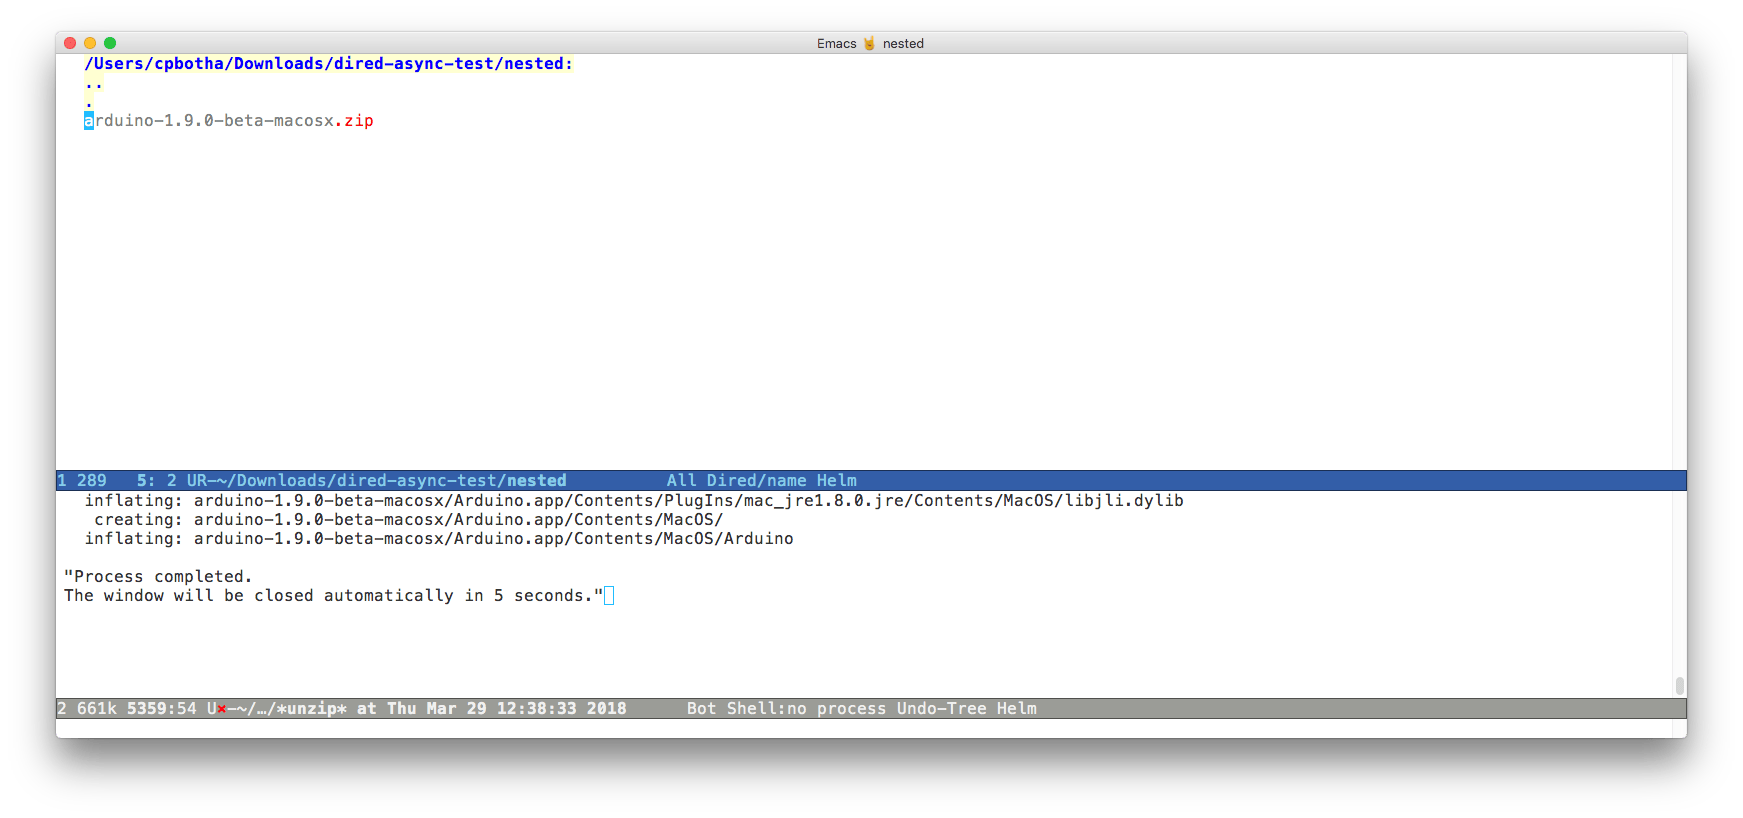 Emacs 🤘 nested
/Users/cpbotha/Downloads/dired-async-test/nested:
..
.
arduino-1.9.0-beta-macosx.zip
1 289   5: 2 UR-~/Downloads/dired-async-test/nested          All Dired/name Helm
inflating: arduino-1.9.0-beta-macosx/Arduino.app/Contents/PlugIns/mac_jre1.8.0.jre/Contents/MacOS/libjli.dylib
creating: arduino-1.9.0-beta-macosx/Arduino.app/Contents/MacOS/
inflating: arduino-1.9.0-beta-macosx/Arduino.app/Contents/MacOS/Arduino
"Process completed.
The window will be closed automatically in 5 seconds."
2 661k 5359:54 U×-~/…/*unzip* at Thu Mar 29 12:38:33 2018      Bot Shell:no process Undo-Tree Helm